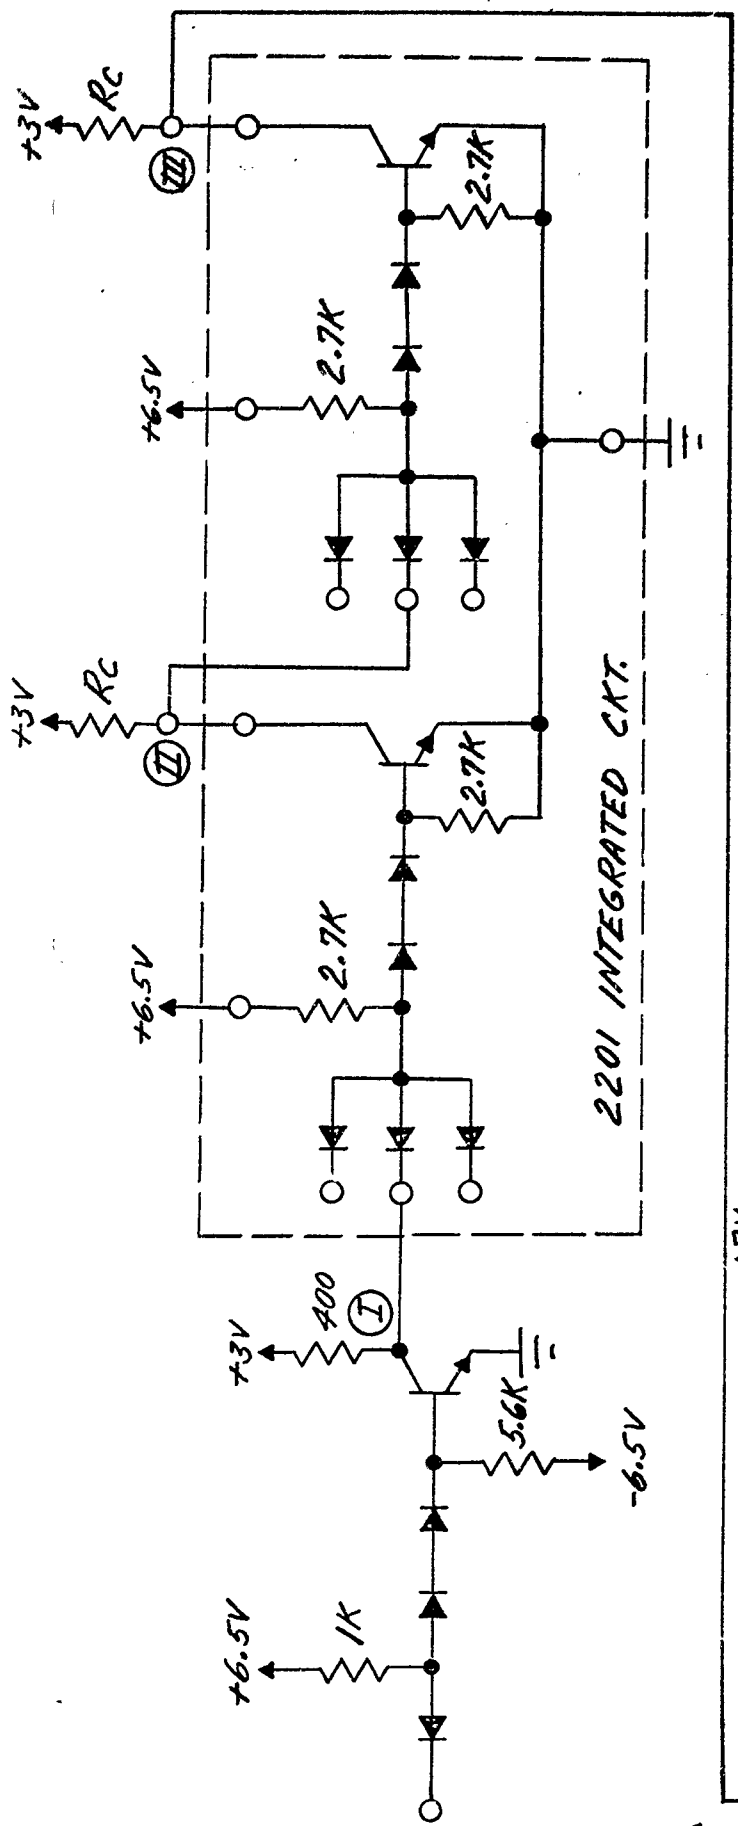 +6.5V
1K
5.6K
-6.5V
+3V
400
I
+6.5V
2.7K
2.7K
+3V
RC
II
+6.5V
2.7K
2.7K
+3V
RC
III
2201 INTEGRATED CKT.